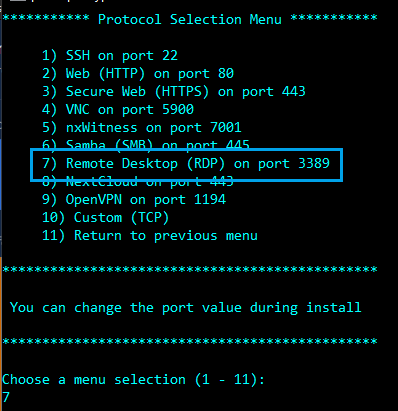 *********** Protocol Selection Menu ***********
1) SSH on port 22
2) Web (HTTP) on port 80
3) Secure Web (HTTPS) on port 443
4) VNC on port 5900
5) nxWitness on port 7001
6) Samba (SMB) on port 445
7) Remote Desktop (RDP) on port 3389
8) NextCloud on port 443
9) OpenVPN on port 1194
10) Custom (TCP)
11) Return to previous menu
***********************************************
You can change the port value during install
***********************************************
Choose a menu selection (1 - 11):
7